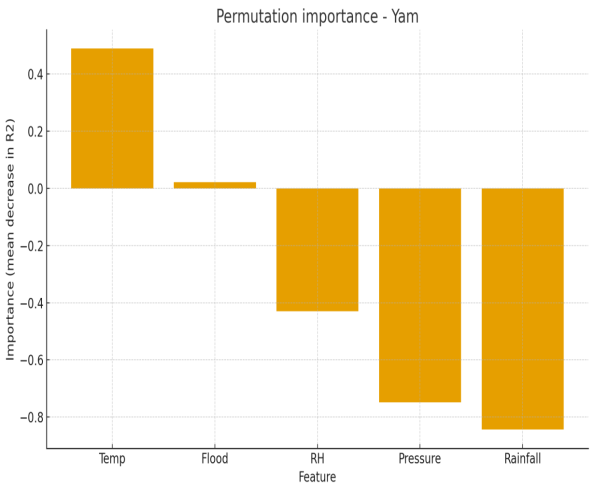 Permutation importance - Yam
Importance (mean decrease in R2)
0.4
0.2
0.0
−0.2
−0.4
−0.6
−0.8
Temp
Flood
RH
Pressure
Rainfall
Feature